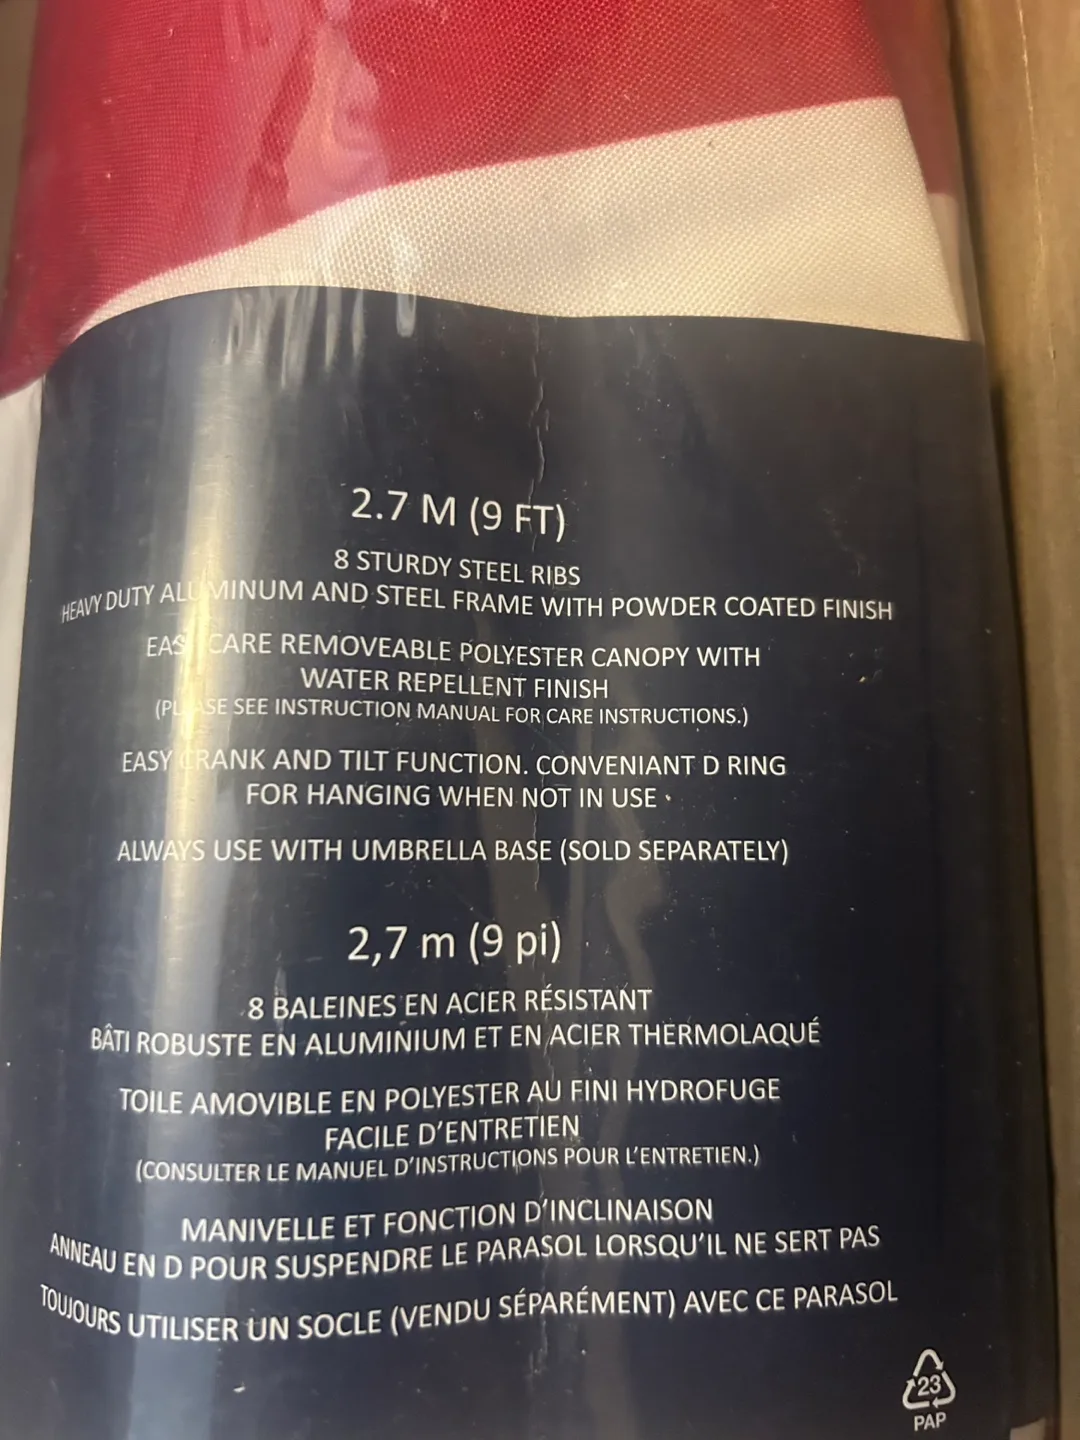 2.7 M (9 FT)
8 STURDY STEEL RIBS
HEAVY DUTY ALUMINUM AND STEEL FRAME WITH POWDER COATED FINISH
EASY CARE REMOVEABLE POLYESTER CANOPY WITH
WATER REPELLENT FINISH
(PLEASE SEE INSTRUCTION MANUAL FOR CARE INSTRUCTIONS.)
EASY CRANK AND TILT FUNCTION. CONVENIANT D RING
FOR HANGING WHEN NOT IN USE
ALWAYS USE WITH UMBRELLA BASE (SOLD SEPARATELY)
2,7 m (9 pi)
8 BALEINES EN ACIER RÉSISTANT
BÂTI ROBUSTE EN ALUMINIUM ET EN ACIER THERMOLAQUÉ
TOILE AMOVIBLE EN POLYESTER AU FINI HYDROFUGE
FACILE D'ENTRETIEN
(CONSULTER LE MANUEL D'INSTRUCTIONS POUR L'ENTRETIEN.)
MANIVELLE ET FONCTION D'INCLINAISON
ANNEAU EN D POUR SUSPENDRE LE PARASOL LORSQU'IL NE SERT PAS
TOUJOURS UTILISER UN SOCLE (VENDU SÉPARÉMENT) AVEC CE PARASOL
23
PAP